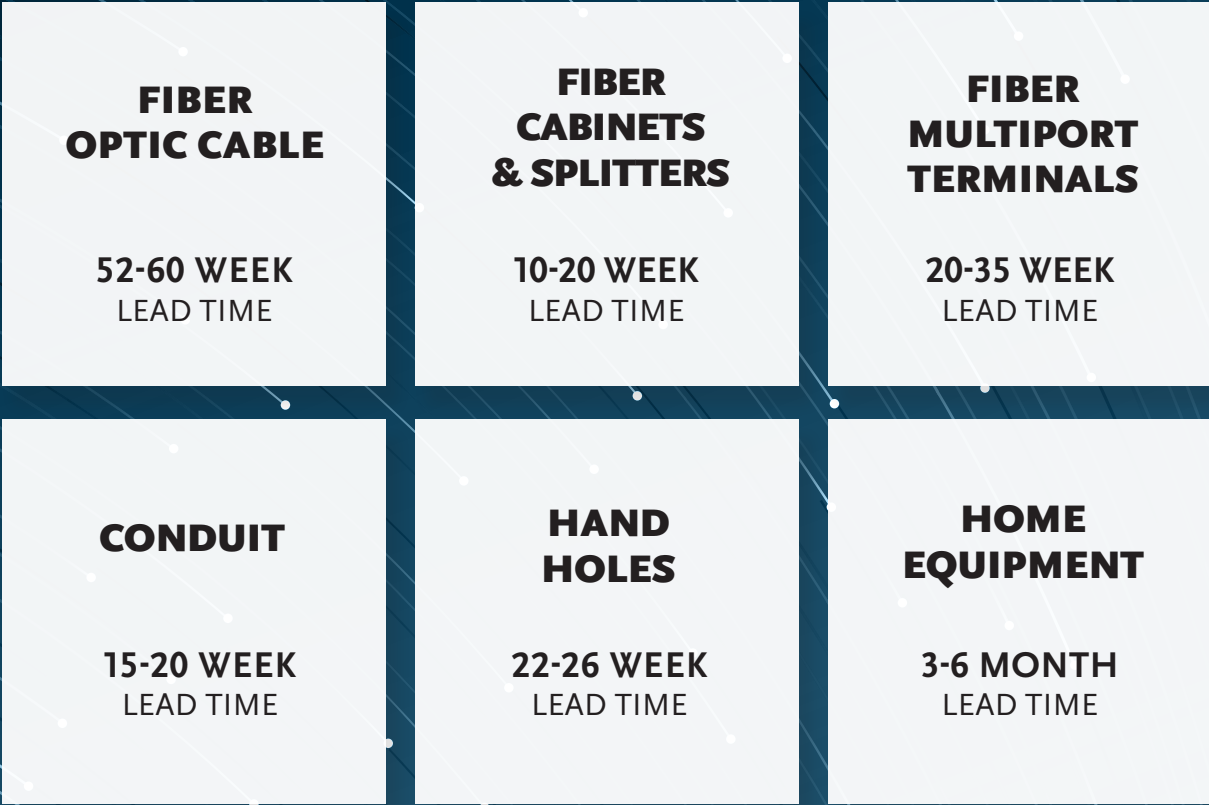 FIBER
OPTIC CABLE
52-60 WEEK
LEAD TIME
FIBER
CABINETS
& SPLITTERS
10-20 WEEK
LEAD TIME
FIBER
MULTIPORT
TERMINALS
20-35 WEEK
LEAD TIME
CONDUIT
15-20 WEEK
LEAD TIME
HAND
HOLES
22-26 WEEK
LEAD TIME
HOME
EQUIPMENT
3-6 MONTH
LEAD TIME